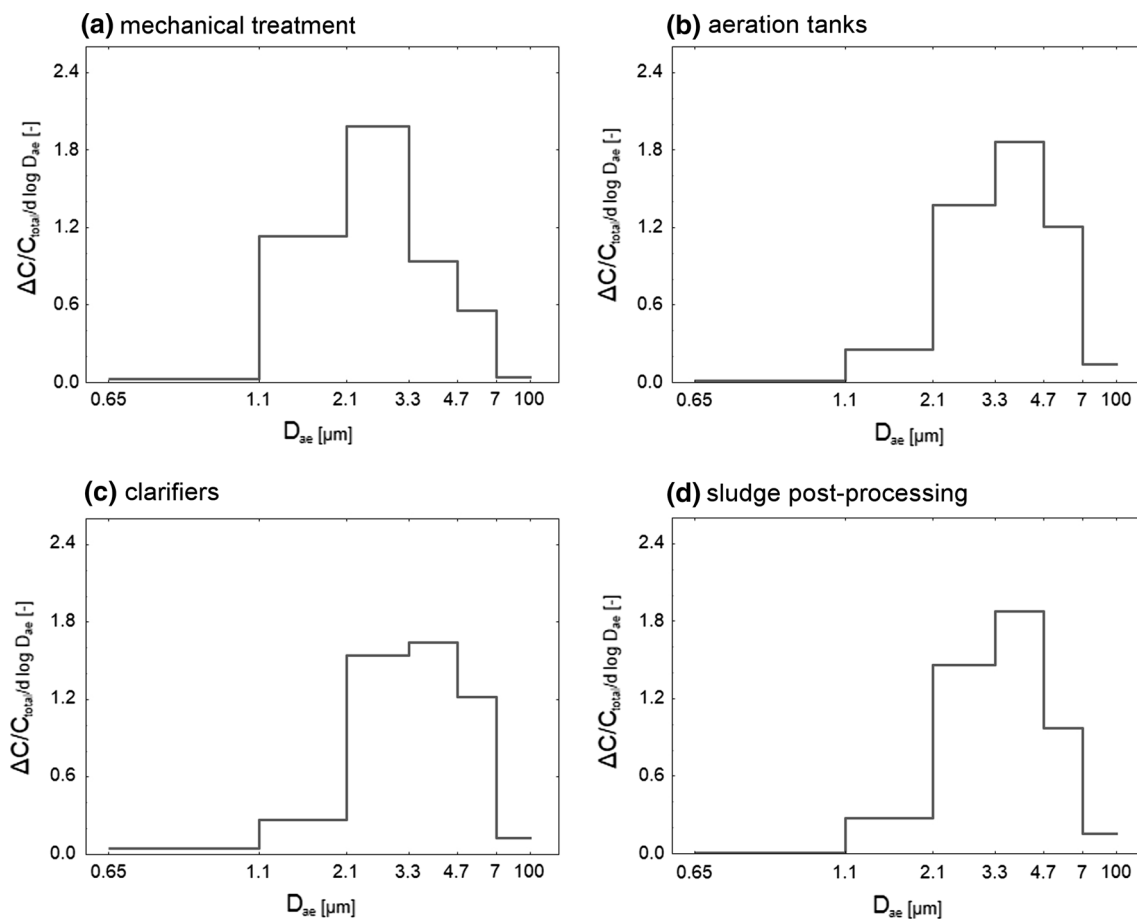 (a) mechanical treatment
ΔC/C_total/d log D_ae [-]
2.4
1.8
1.2
0.6
0.0
0.65 1.1 2.1 3.3 4.7 7 100
D_ae [µm]
(b) aeration tanks
ΔC/C_total/d log D_ae [-]
2.4
1.8
1.2
0.6
0.0
0.65 1.1 2.1 3.3 4.7 7 100
D_ae [µm]
(c) clarifiers
ΔC/C_total/d log D_ae [-]
2.4
1.8
1.2
0.6
0.0
0.65 1.1 2.1 3.3 4.7 7 100
D_ae [µm]
(d) sludge post-processing
ΔC/C_total/d log D_ae [-]
2.4
1.8
1.2
0.6
0.0
0.65 1.1 2.1 3.3 4.7 7 100
D_ae [µm]